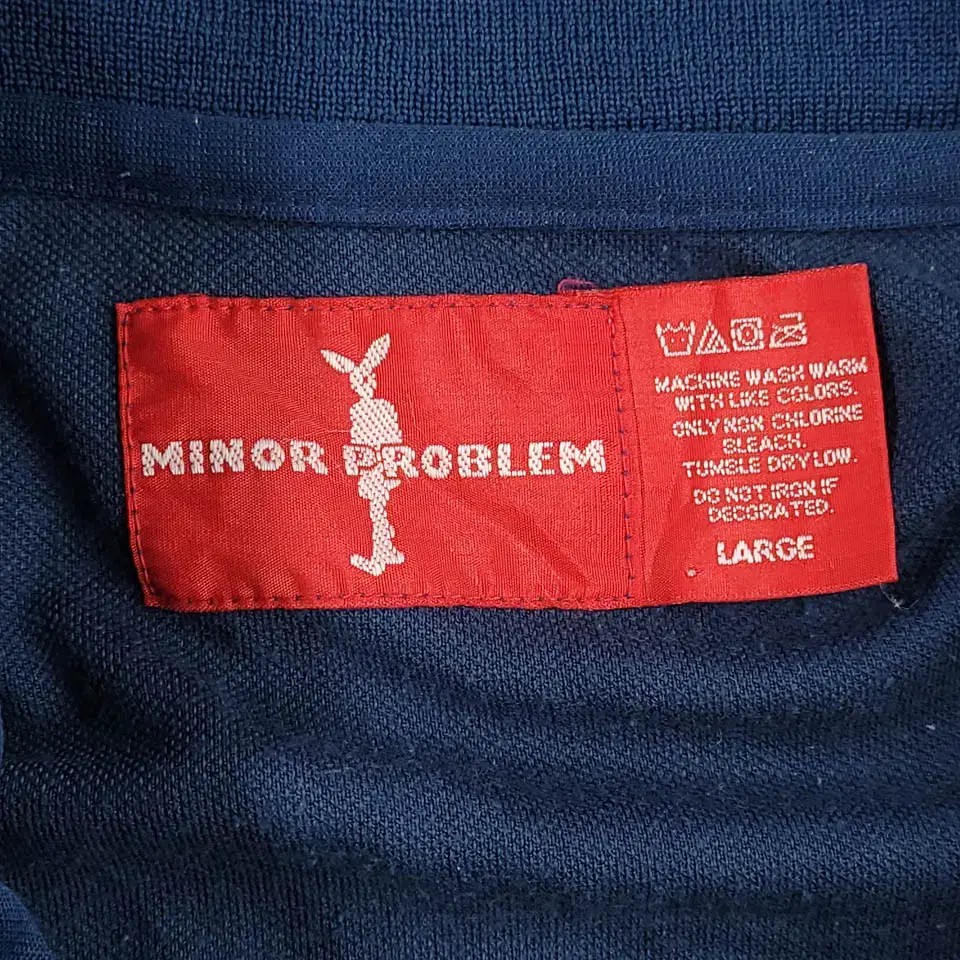 MINOR PROBLEM
MACHINE WASH WARM
WITH LIKE COLORS.
ONLY NON CHLORINE
BLEACH.
TUMBLE DRY LOW.
DO NOT IRON IF
DECORATED.
LARGE